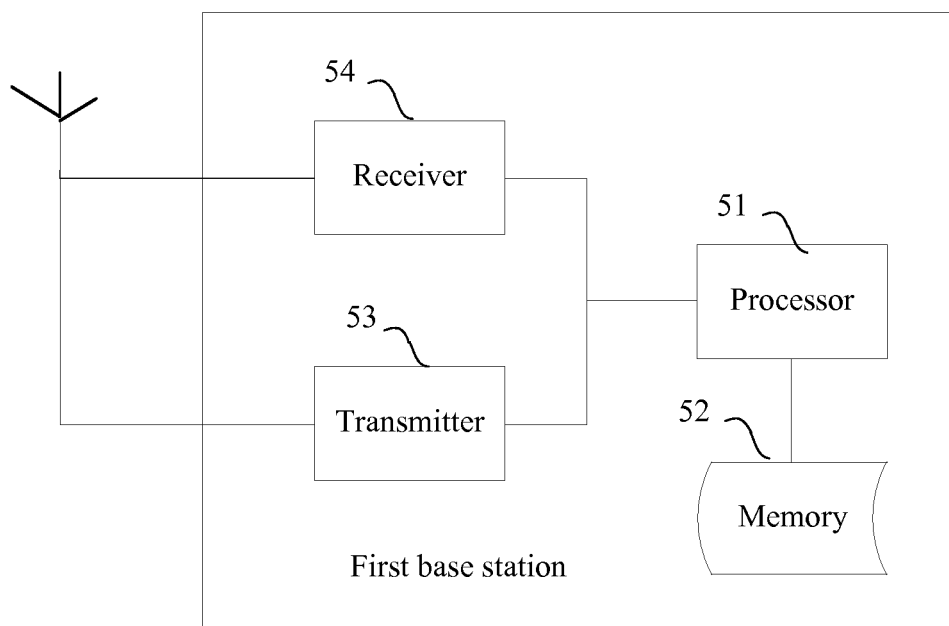 54
Receiver
51
Processor
53
Transmitter
52
Memory
First base station